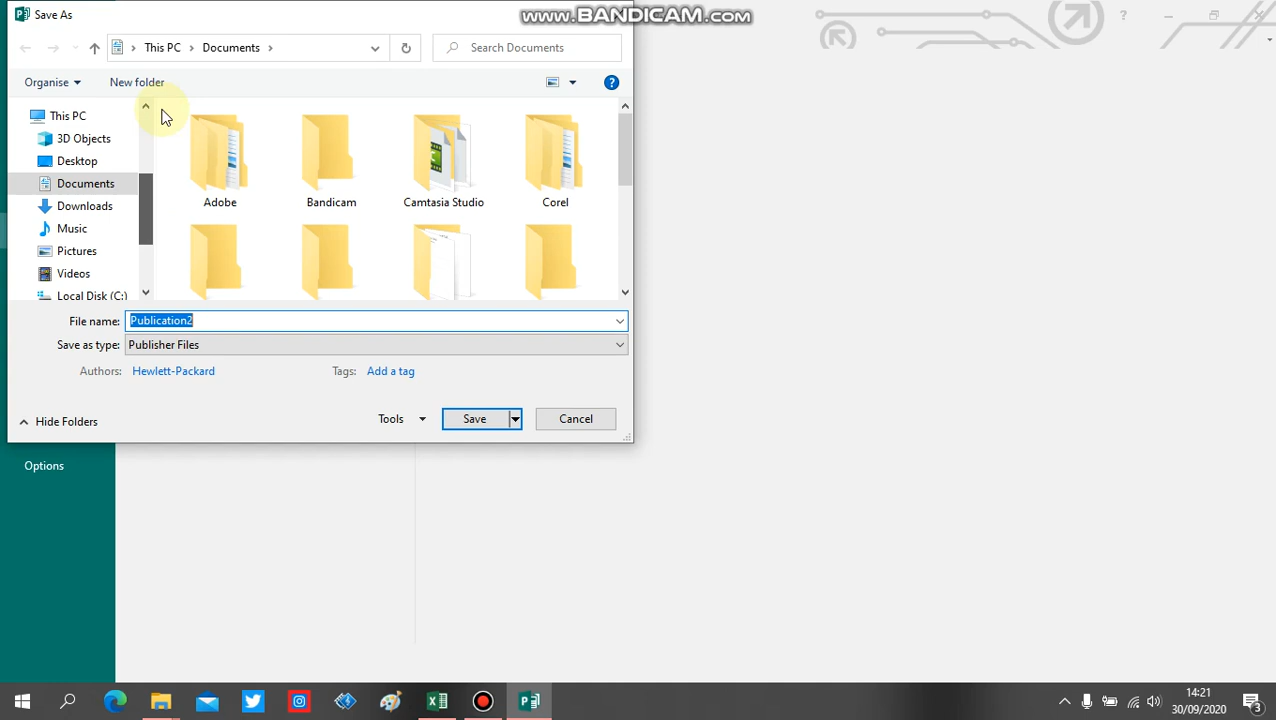 Save As
www.BANDICAM.com
?
This PC
Documents
Search Documents
Organise
New folder
?
This PC
3D Objects
Desktop
Documents
Downloads
Music
Pictures
Videos
Local Disk (C:)
Adobe
Bandicam
Camtasia Studio
Corel
File name:
Publication2
Save as type:
Publisher Files
Authors:
Hewlett-Packard
Tags:
Add a tag
Hide Folders
Tools
Save
Cancel
Options
14:21
30/09/2020
3